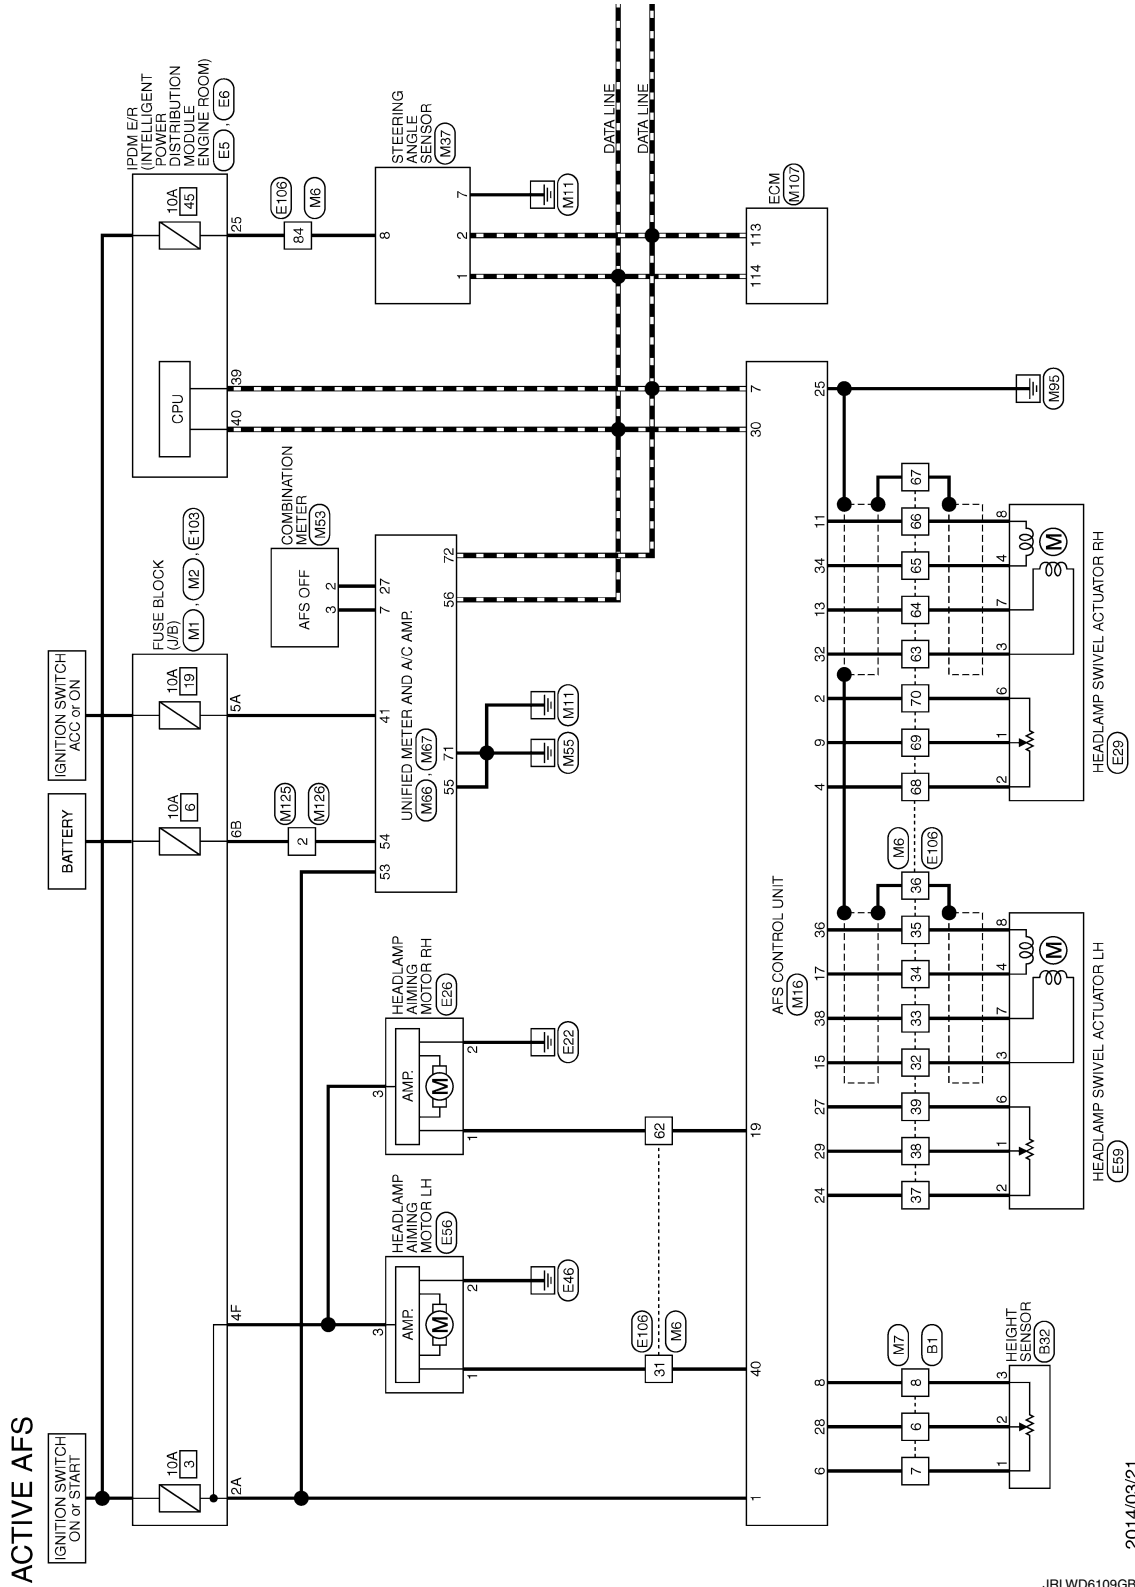 ACTIVE AFS
IGNITION SWITCH
ON or START
BATTERY
IGNITION SWITCH
ACC or ON
10A
3
10A
6
10A
19
FUSE BLOCK
(J/B)
M1 , M2 , E103
10A
45
IPDM E/R
(INTELLIGENT
POWER
DISTRIBUTION
MODULE
ENGINE ROOM)
E5 , E6
CPU
2A
4F
6B
5A
40
39
25
M125
2
M126
E106
84
M6
COMBINATION
METER
M53
AFS OFF
3
2
HEADLAMP
AIMING
MOTOR LH
E56
3
AMP.
M
1
2
E46
HEADLAMP
AIMING
MOTOR RH
E26
3
AMP.
M
1
2
E22
53
54
41
7
27
UNIFIED METER AND A/C AMP.
M66 , M67
55
71
56
72
M55
M11
STEERING
ANGLE
SENSOR
M37
8
1
2
7
M11
DATA LINE
DATA LINE
E106
31
M6
62
1
40
19
30
7
AFS CONTROL UNIT
M16
114
113
ECM
M107
6
28
8
24
29
27
15
38
17
36
4
9
2
32
13
34
11
25
M7
B1
7
6
8
M6
E106
37
38
39
32
33
34
35
36
68
69
70
63
64
65
66
67
M95
1
2
3
HEIGHT
SENSOR
B32
2
1
6
3
7
4
8
M
HEADLAMP SWIVEL ACTUATOR LH
E59
2
1
6
3
7
4
8
M
HEADLAMP SWIVEL ACTUATOR RH
E29
2014/03/21
JRLWD6109GB